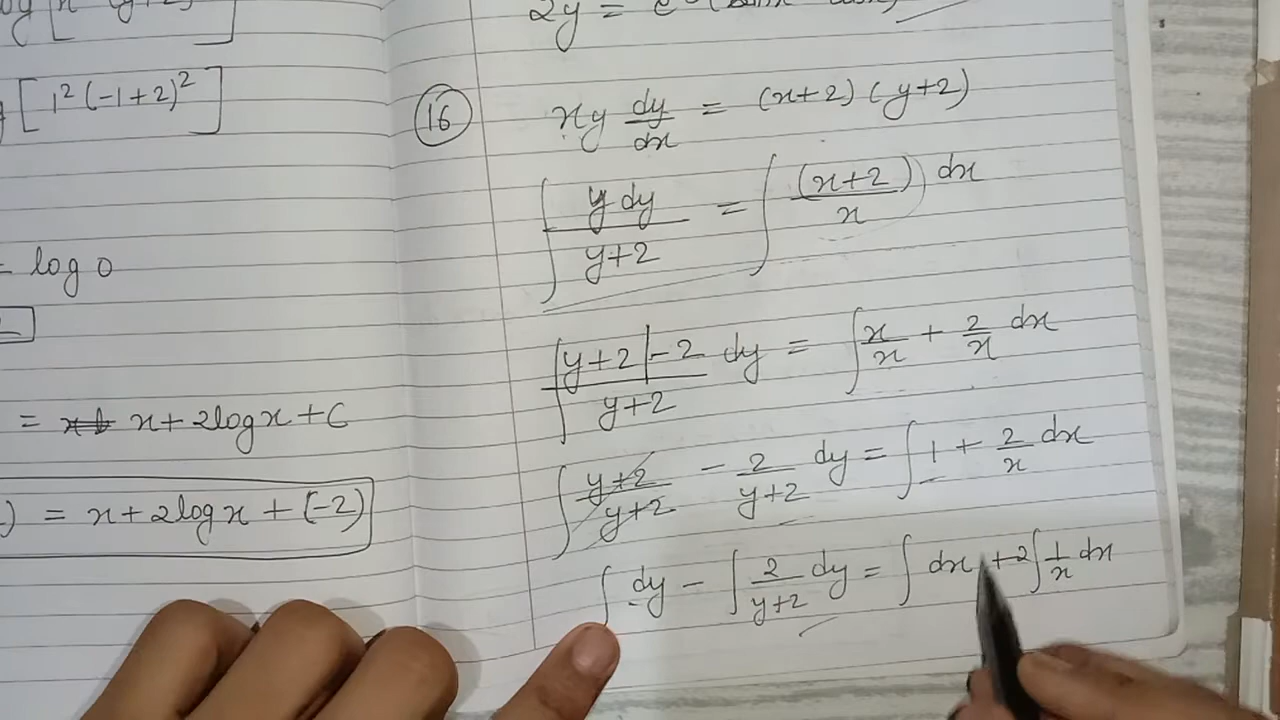 [1²(-1+2)²]
= log 0
= x+2logx+C
) = x+2logx+(-2)
2y = e
(16) xy dy/dx = (x+2)(y+2)
∫ y dy/y+2 = ∫ (x+2)/x dx
∫ y+2-2/y+2 dy = ∫ x/x + 2/x dx
∫ y+2/y+2 - 2/y+2 dy = ∫ 1 + 2/x dx
∫ dy - ∫ 2/y+2 dy = ∫ dx + 2∫ 1/x dx